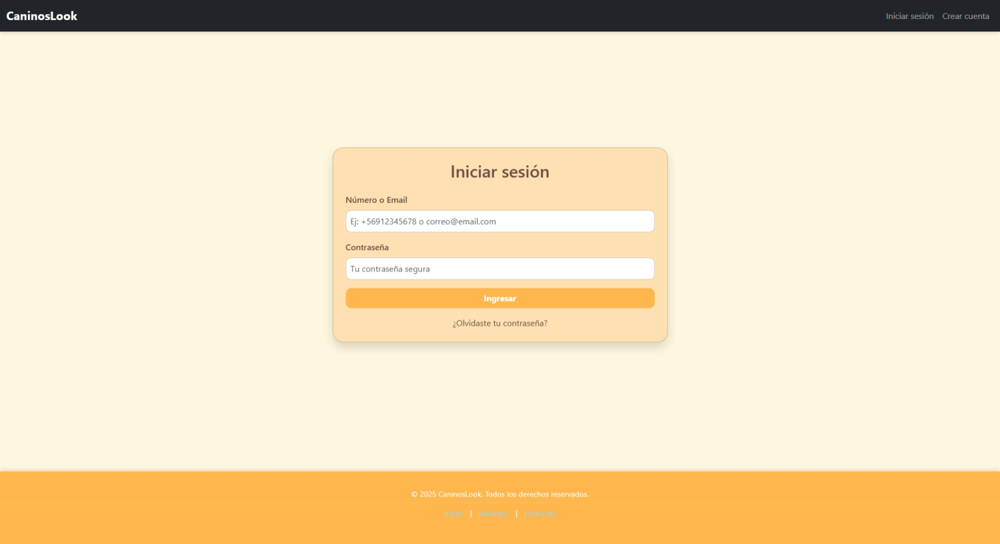 CaninosLook
Iniciar sesión Crear cuenta
Iniciar sesión
Número o Email
Ej: +56912345678 o correo@email.com
Contraseña
Tu contraseña segura
Ingresar
¿Olvidaste tu contraseña?
© 2025 CaninosLook. Todos los derechos reservados.
Inicio | Servicios | Contacto